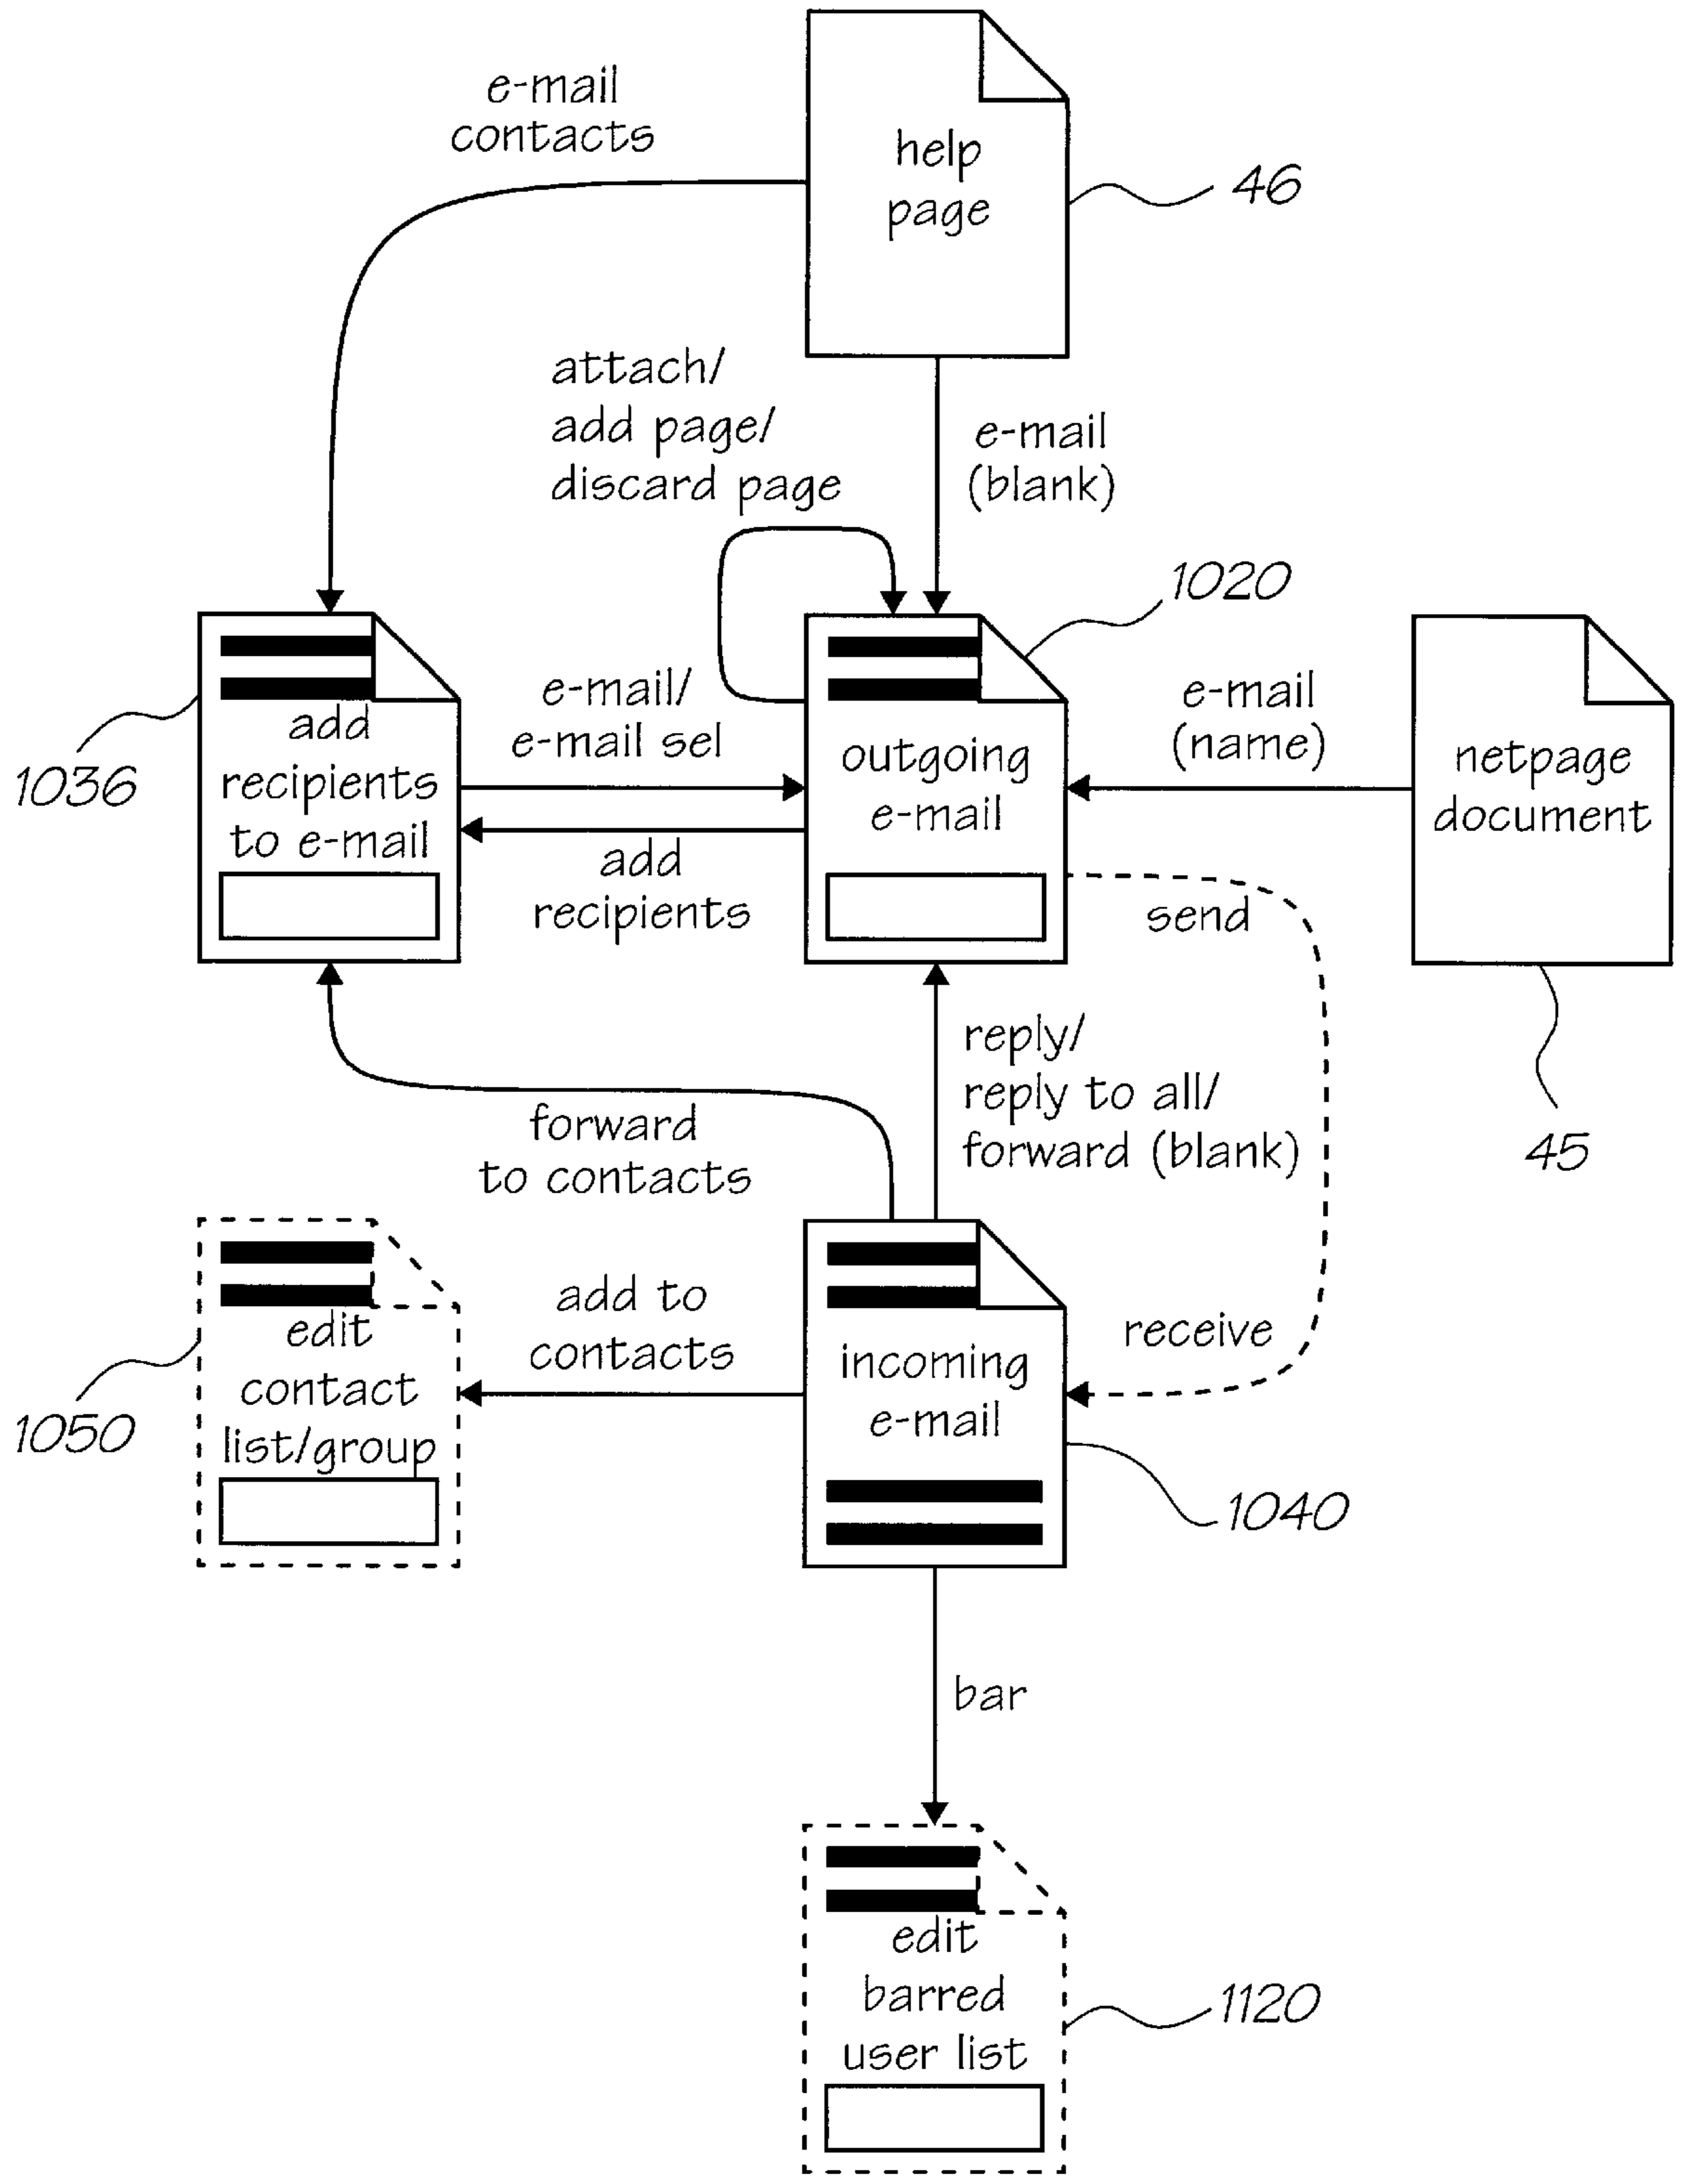 e-mail
contacts
help
page
46
attach/
add page/
discard page
e-mail
(blank)
1020
add
recipients
to e-mail
1036
e-mail/
e-mail sel
add
recipients
outgoing
e-mail
e-mail
(name)
netpage
document
45
send
reply/
reply to all/
forward (blank)
forward
to contacts
edit
contact
list/group
1050
add to
contacts
incoming
e-mail
receive
1040
bar
edit
barred
user list
1120